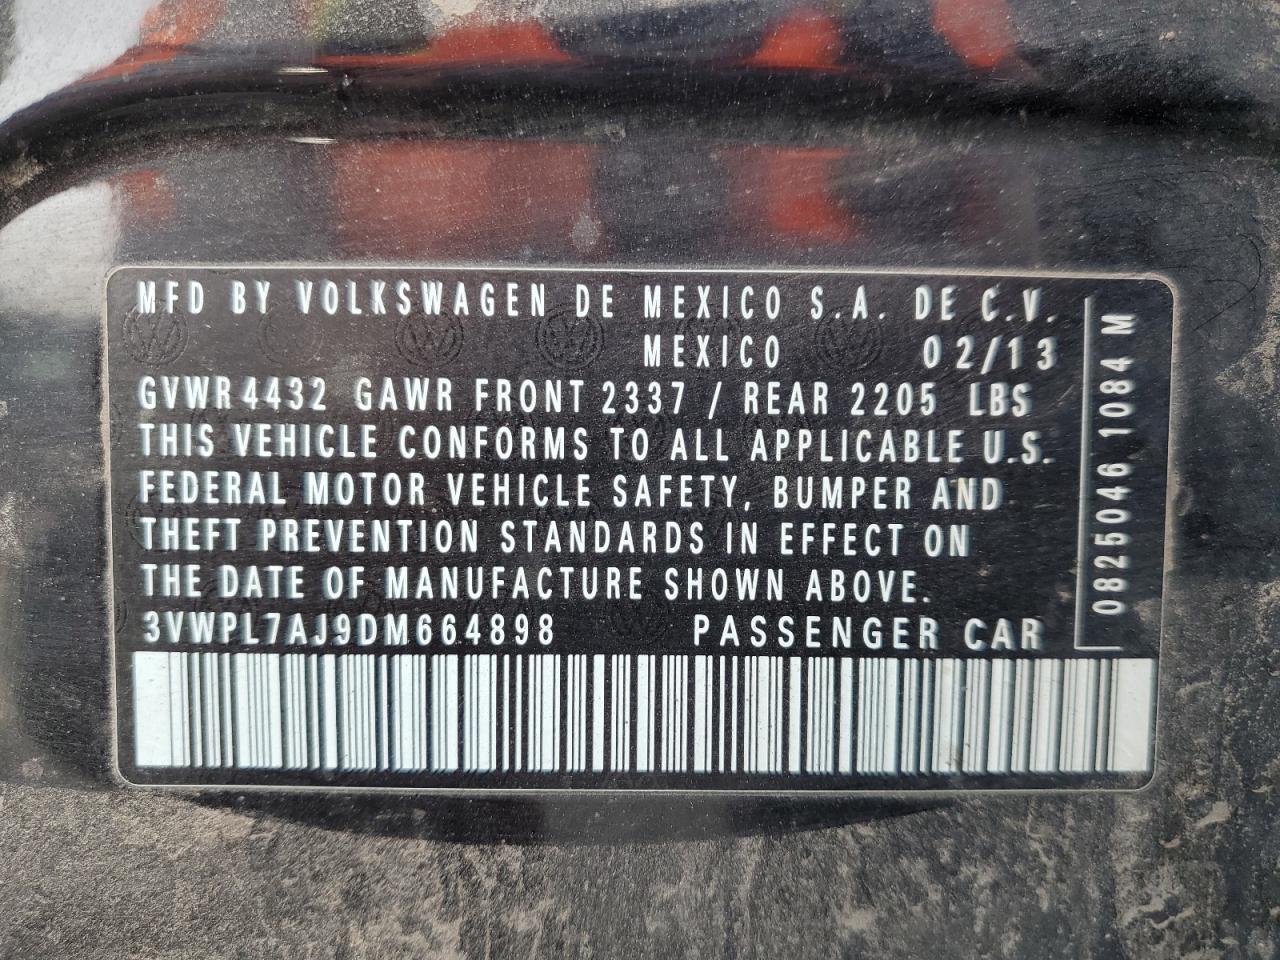 MFD BY VOLKSWAGEN DE MEXICO S.A. DE C.V.
MEXICO 02/13
GVWR 4432 GAWR FRONT 2337 / REAR 2205 LBS
THIS VEHICLE CONFORMS TO ALL APPLICABLE U.S.
FEDERAL MOTOR VEHICLE SAFETY, BUMPER AND
THEFT PREVENTION STANDARDS IN EFFECT ON
THE DATE OF MANUFACTURE SHOWN ABOVE.
3VWPL7AJ9DM664898 PASSENGER CAR
0825046 1084 M